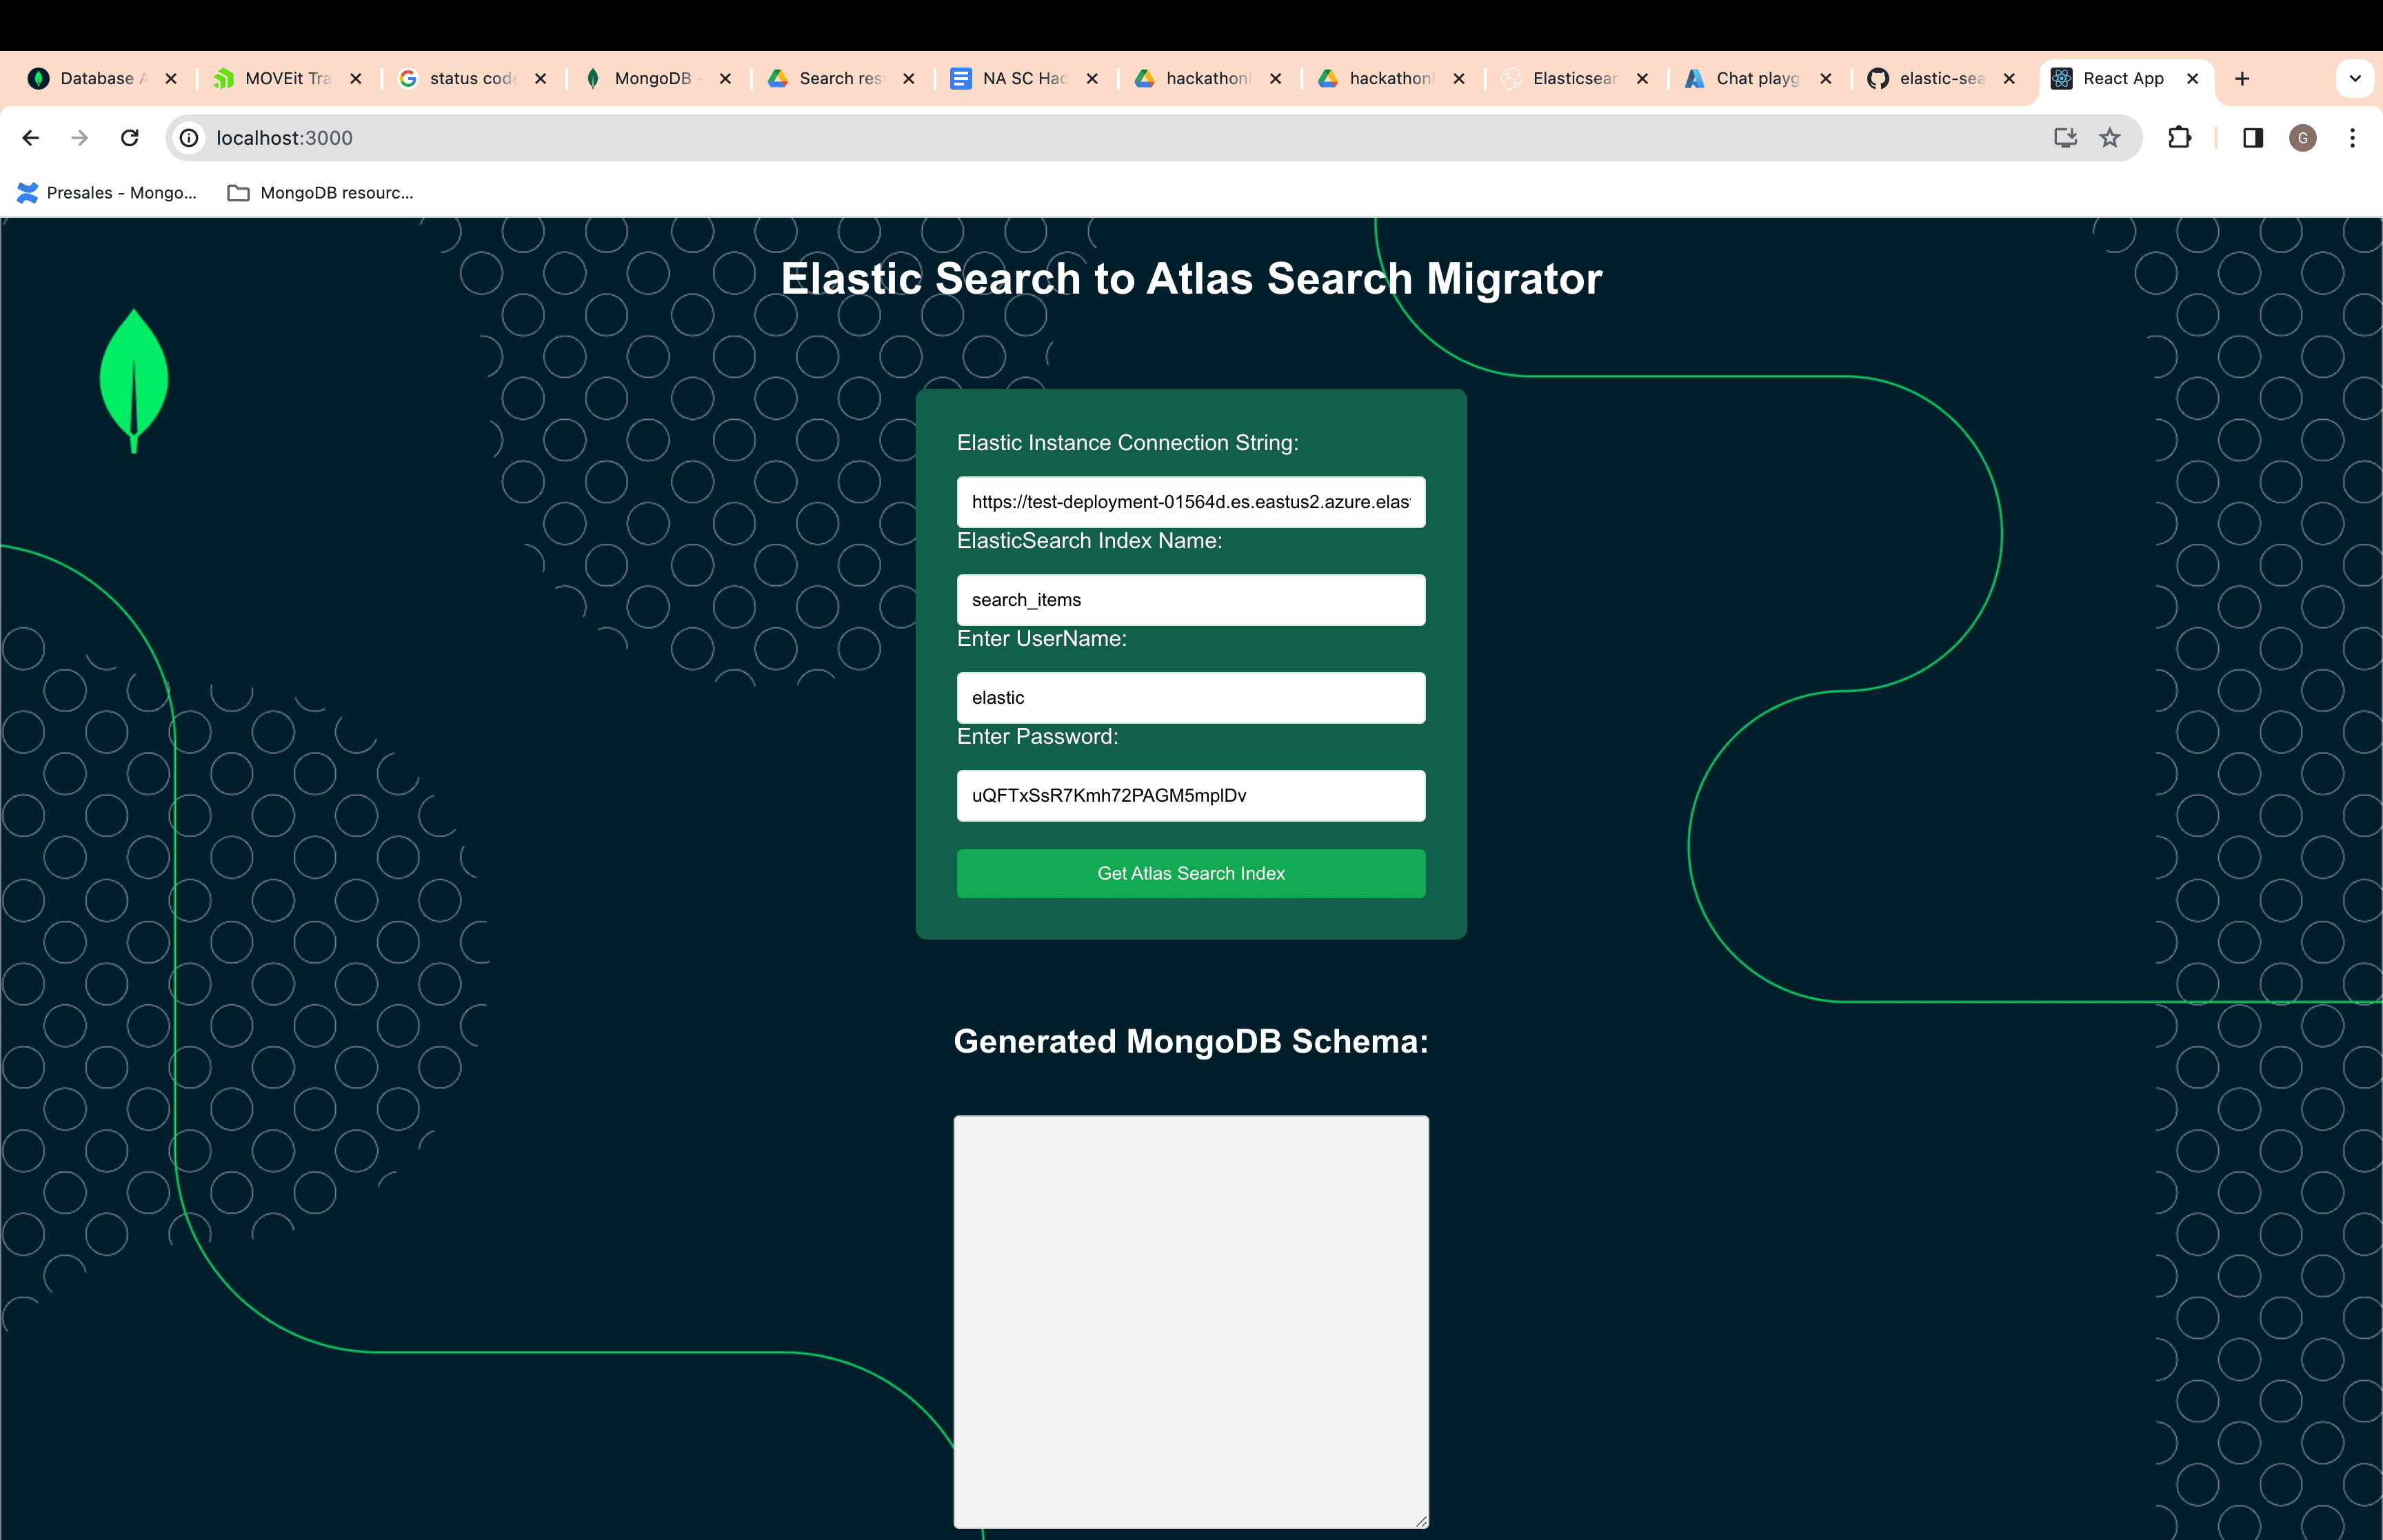 Database A
MOVEit Tra
status code
MongoDB -
Search res
NA SC Hac
hackathon
hackathon
Elasticsear
Chat playg
elastic-sea
React App
localhost:3000
G
Presales - Mongo...
MongoDB resourc...
Elastic Search to Atlas Search Migrator
Elastic Instance Connection String:
https://test-deployment-01564d.es.eastus2.azure.elas
ElasticSearch Index Name:
search_items
Enter UserName:
elastic
Enter Password:
uQFTxSsR7Kmh72PAGM5mplDv
Get Atlas Search Index
Generated MongoDB Schema: